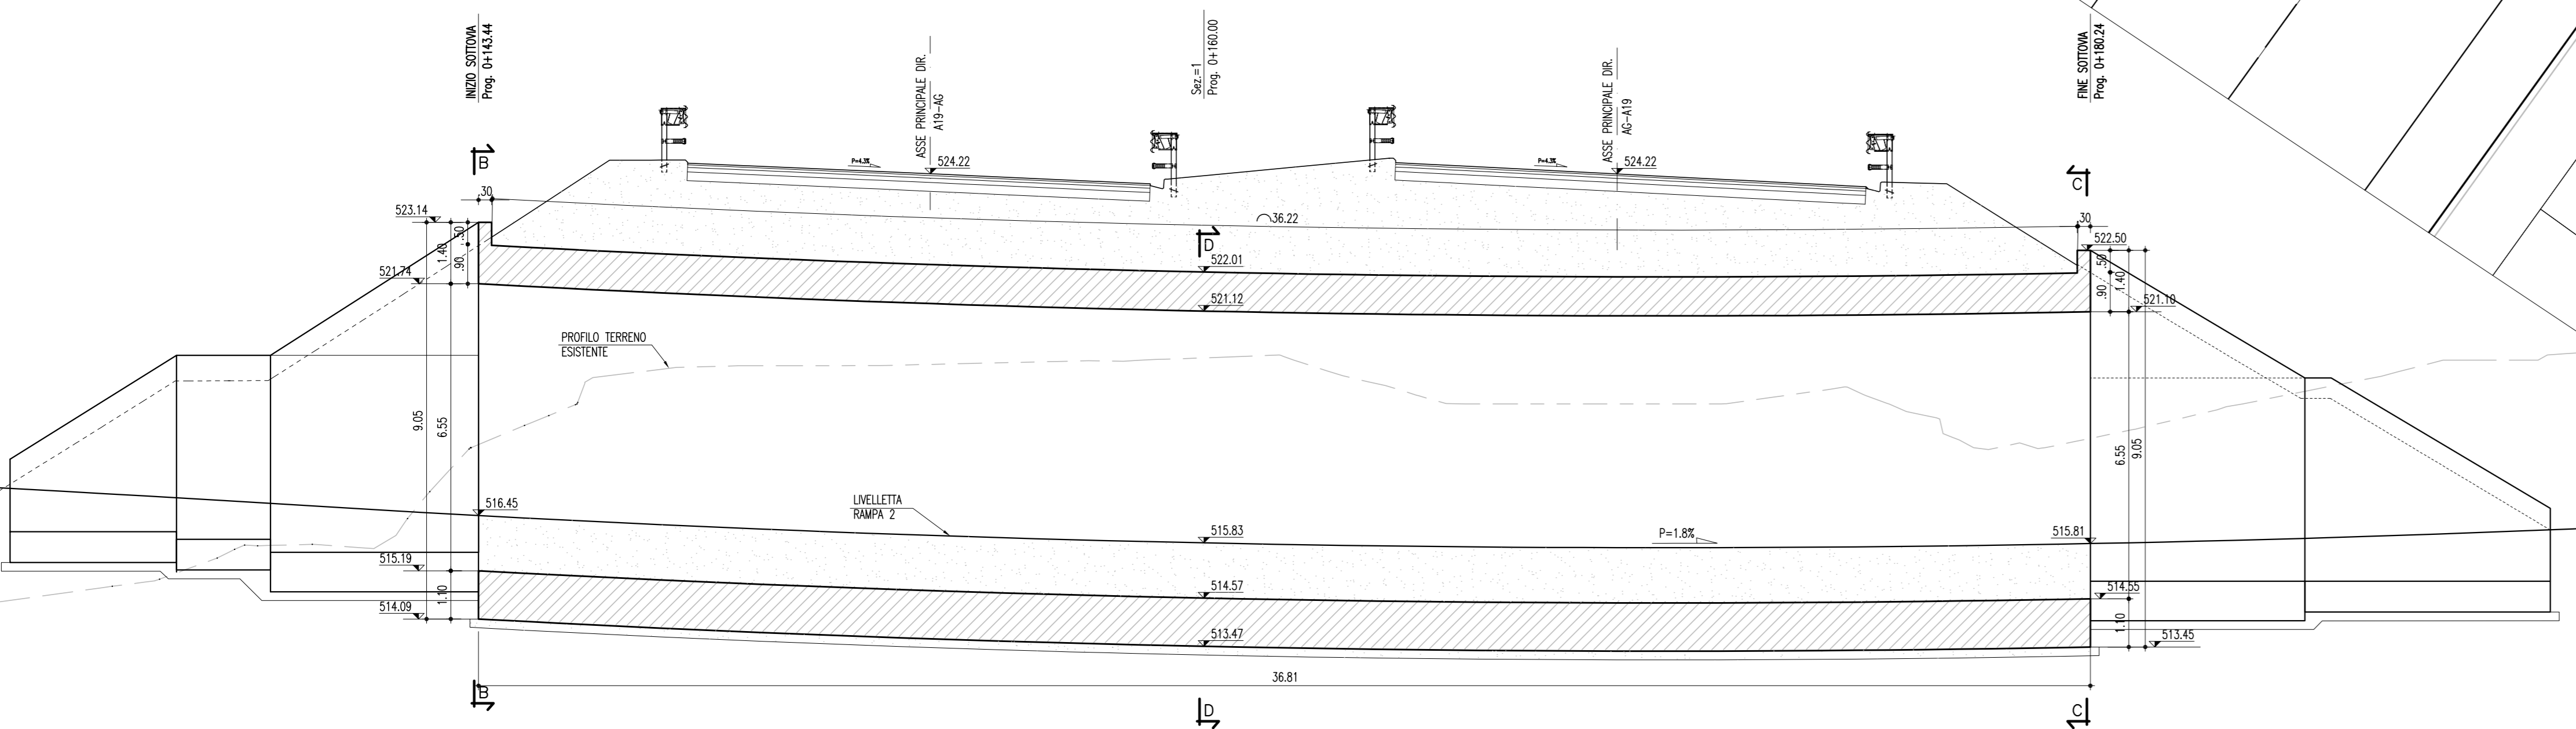 INIZIO SOTTOVIA
Prog. 0+143.44
ASSE PRINCIPALE DIR.
A19-AG
Sez.=1
Prog. 0+160.00
ASSE PRINCIPALE DIR.
AG-A19
FINE SOTTOVIA
Prog. 0+180.24
B
P=4.3%
524.22
P=4.3%
524.22
C
.30
523.14
.50
1.40
.90
521.74
36.22
D
522.01
521.12
.30
522.50
.50
1.40
.90
521.10
PROFILO TERRENO
ESISTENTE
9.05
6.55
6.55
9.05
516.45
LIVELLETTA
RAMPA 2
515.83
P=1.8%
515.81
515.19
1.10
514.09
514.57
513.47
514.55
1.10
513.45
36.81
B
D
C